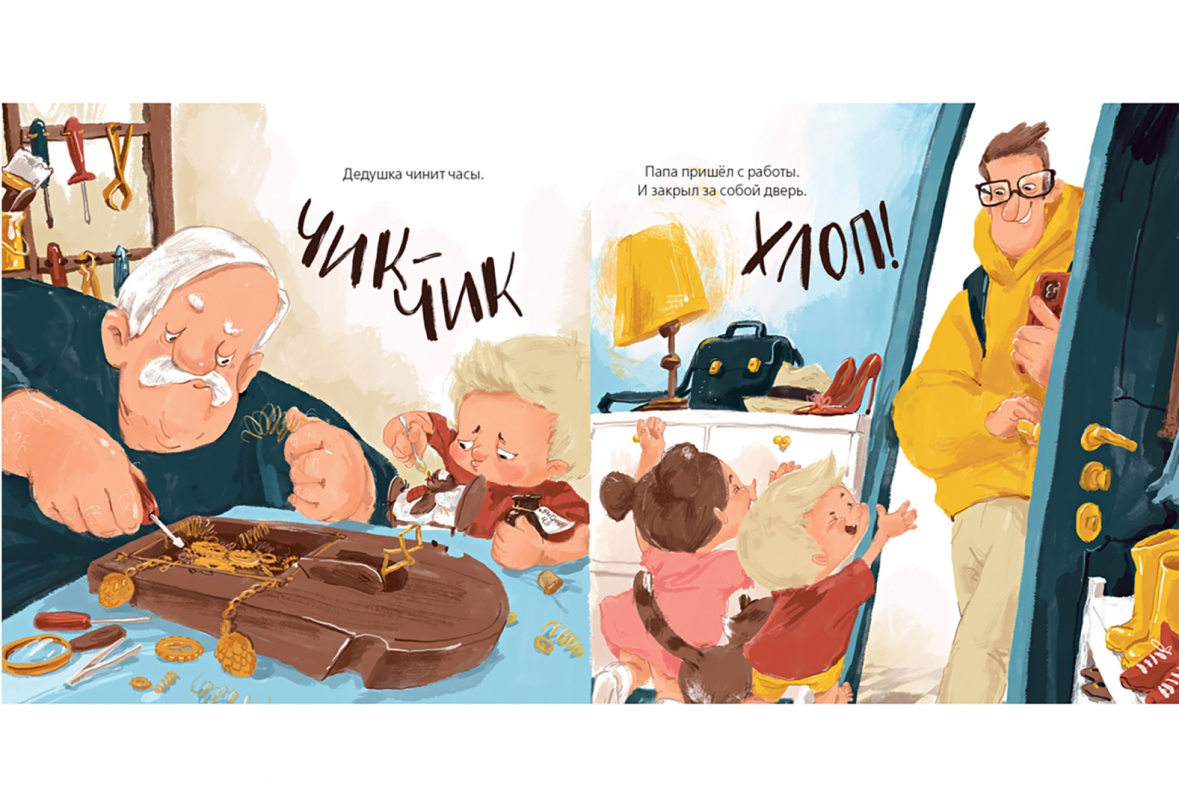 Дедушка чинит часы.
ЧИК-
ЧИК
Папа пришёл с работы.
И закрыл за собой дверь.
ХЛОП!